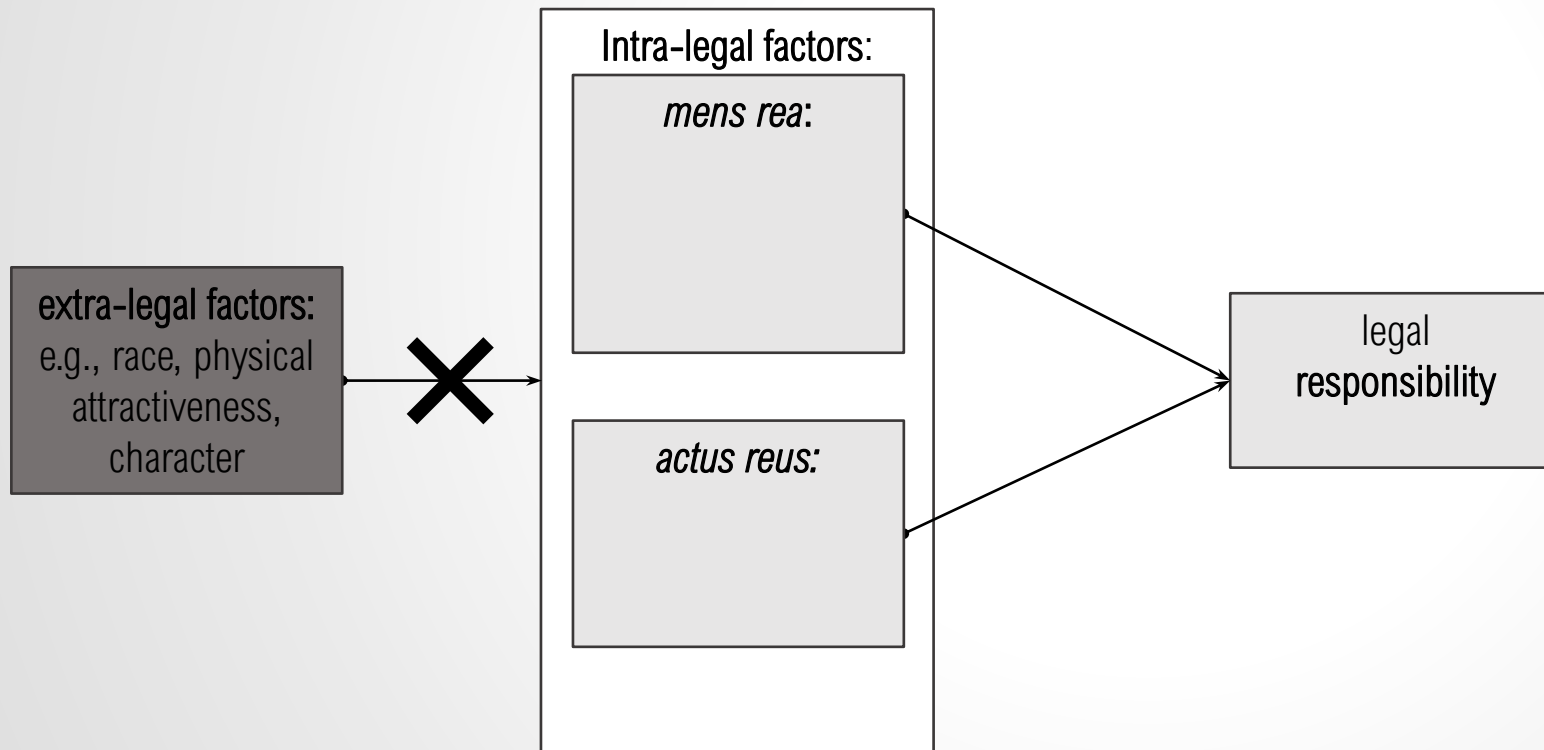 Intra-legal factors:
mens rea:
extra-legal factors:
e.g., race, physical
attractiveness,
character
legal
responsibility
actus reus: